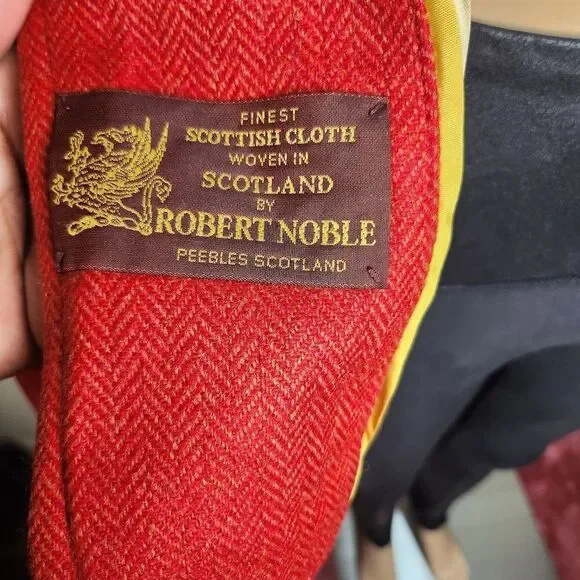 FINEST
SCOTTISH CLOTH
WOVEN IN
SCOTLAND
BY
ROBERT NOBLE
PEEBLES SCOTLAND